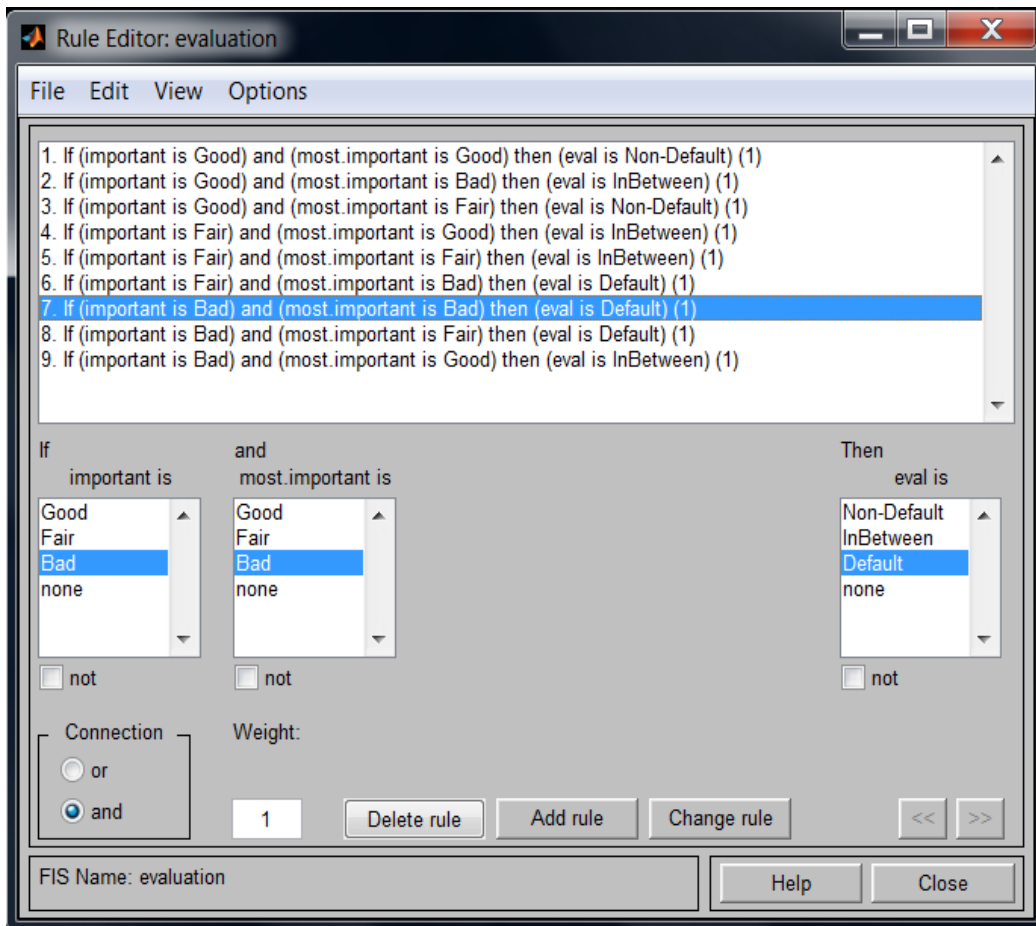 Rule Editor: evaluation
File Edit View Options
1. If (important is Good) and (most.important is Good) then (eval is Non-Default) (1)
2. If (important is Good) and (most.important is Bad) then (eval is InBetween) (1)
3. If (important is Good) and (most.important is Fair) then (eval is Non-Default) (1)
4. If (important is Fair) and (most.important is Good) then (eval is InBetween) (1)
5. If (important is Fair) and (most.important is Fair) then (eval is InBetween) (1)
6. If (important is Fair) and (most.important is Bad) then (eval is Default) (1)
7. If (important is Bad) and (most.important is Bad) then (eval is Default) (1)
8. If (important is Bad) and (most.important is Fair) then (eval is Default) (1)
9. If (important is Bad) and (most.important is Good) then (eval is InBetween) (1)
If and Then
important is most.important is eval is
Good Good Non-Default
Fair Fair InBetween
Bad Bad Default
none none none
not not not
Connection Weight:
or
and 1 Delete rule Add rule Change rule << >>
FIS Name: evaluation Help Close